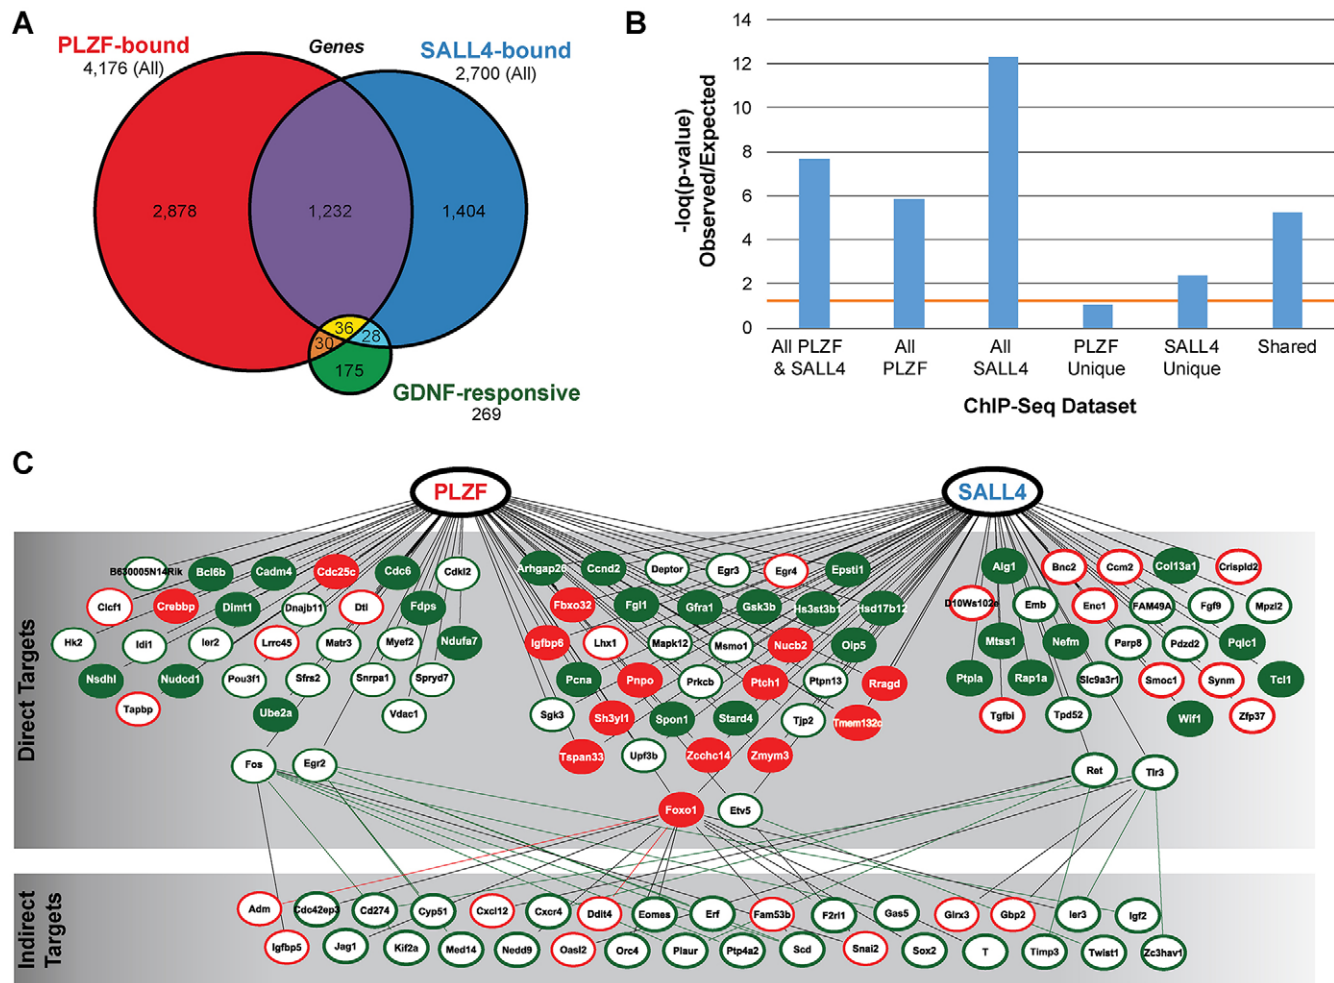 A
PLZF-bound
4,176 (All)
Genes
SALL4-bound
2,700 (All)
2,878
1,232
1,404
36
30
28
175
GDNF-responsive
269
B
-log(p-value)
Observed/Expected
14
12
10
8
6
4
2
0
All PLZF & SALL4
All PLZF
All SALL4
PLZF Unique
SALL4 Unique
Shared
ChIP-Seq Dataset
C
PLZF
SALL4
Direct Targets
B630005N14Rik
Bcl6b
Cadm4
Cdc25c
Cdc6
Cdkl2
Clcf1
Crebbp
Dimt1
Dnajb11
Dtl
Fdps
Hk2
Idi1
Ier2
Lrrc45
Matr3
Myef2
Ndufa7
Nsdhl
Nudcd1
Pou3f1
Sfrs2
Snrpa1
Spryd7
Tapbp
Ube2a
Vdac1
Fos
Egr2
Arhgap26
Ccnd2
Deptor
Egr3
Egr4
Epsti1
Fbxo32
Fgl1
Gfra1
Gsk3b
Hs3st3b1
Hsd17b12
Igfbp6
Lhx1
Mapk12
Msmo1
Nucb2
Oip5
Pcna
Pnpo
Prkcb
Ptch1
Ptpn13
Rragd
Sgk3
Sh3yl1
Spon1
Stard4
Tjp2
Tmem132c
Tspan33
Upf3b
Zcchc14
Zmym3
Foxo1
Etv5
Aig1
Bnc2
Ccm2
Col13a1
Crispld2
D10Ws102e
Emb
Enc1
FAM49A
Fgf9
Mpzl2
Mtss1
Nefm
Parp8
Pdzd2
Pqlc1
Ptpla
Rap1a
Slc9a3r1
Smoc1
Synm
Tcl1
Tgfbi
Tpd52
Wif1
Zfp37
Ret
Tlr3
Indirect Targets
Adm
Cdc42ep3
Cd274
Cyp51
Cxcl12
Cxcr4
Ddit4
Eomes
Erf
Fam53b
F2rl1
Gas5
Glrx3
Gbp2
Ier3
Igf2
Igfbp5
Jag1
Kif2a
Med14
Nedd9
Oasl2
Orc4
Plaur
Ptp4a2
Scd
Snai2
Sox2
T
Timp3
Twist1
Zc3hav1